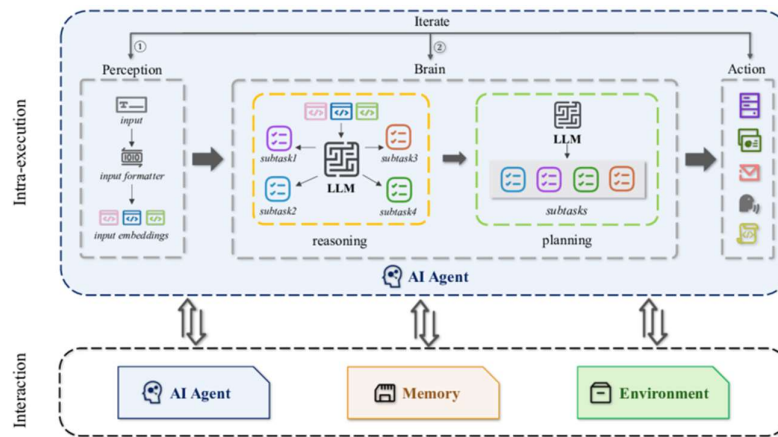 Iterate
① ②
Perception Brain Action
input
input formatter
input embeddings
subtask1
subtask3
LLM
subtask2
subtask4
reasoning
LLM
subtasks
planning
AI Agent
Intra-execution
AI Agent
Memory
Environment
Interaction